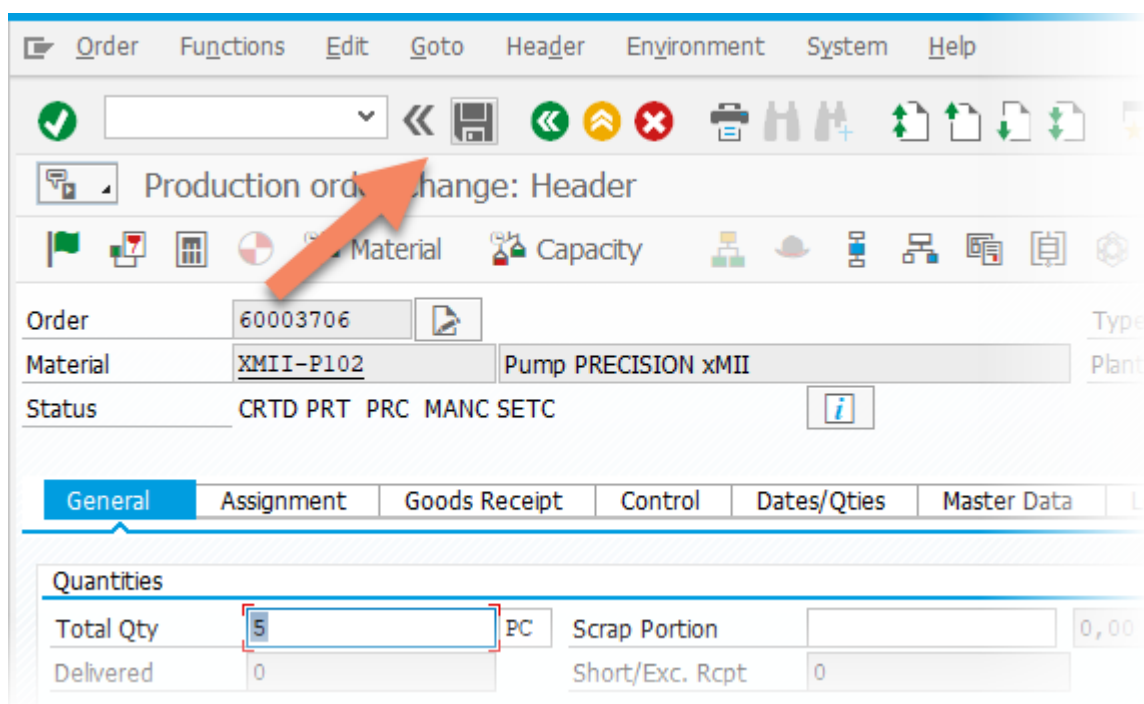 Order Functions Edit Goto Header Environment System Help
Production order change: Header
Material Capacity
Order 60003706 Type
Material XMII-P102 Pump PRECISION xMII Plant
Status CRTD PRT PRC MANC SETC i
General Assignment Goods Receipt Control Dates/Qties Master Data L
Quantities
Total Qty 5 PC Scrap Portion 0,00
Delivered 0 Short/Exc. Rcpt 0